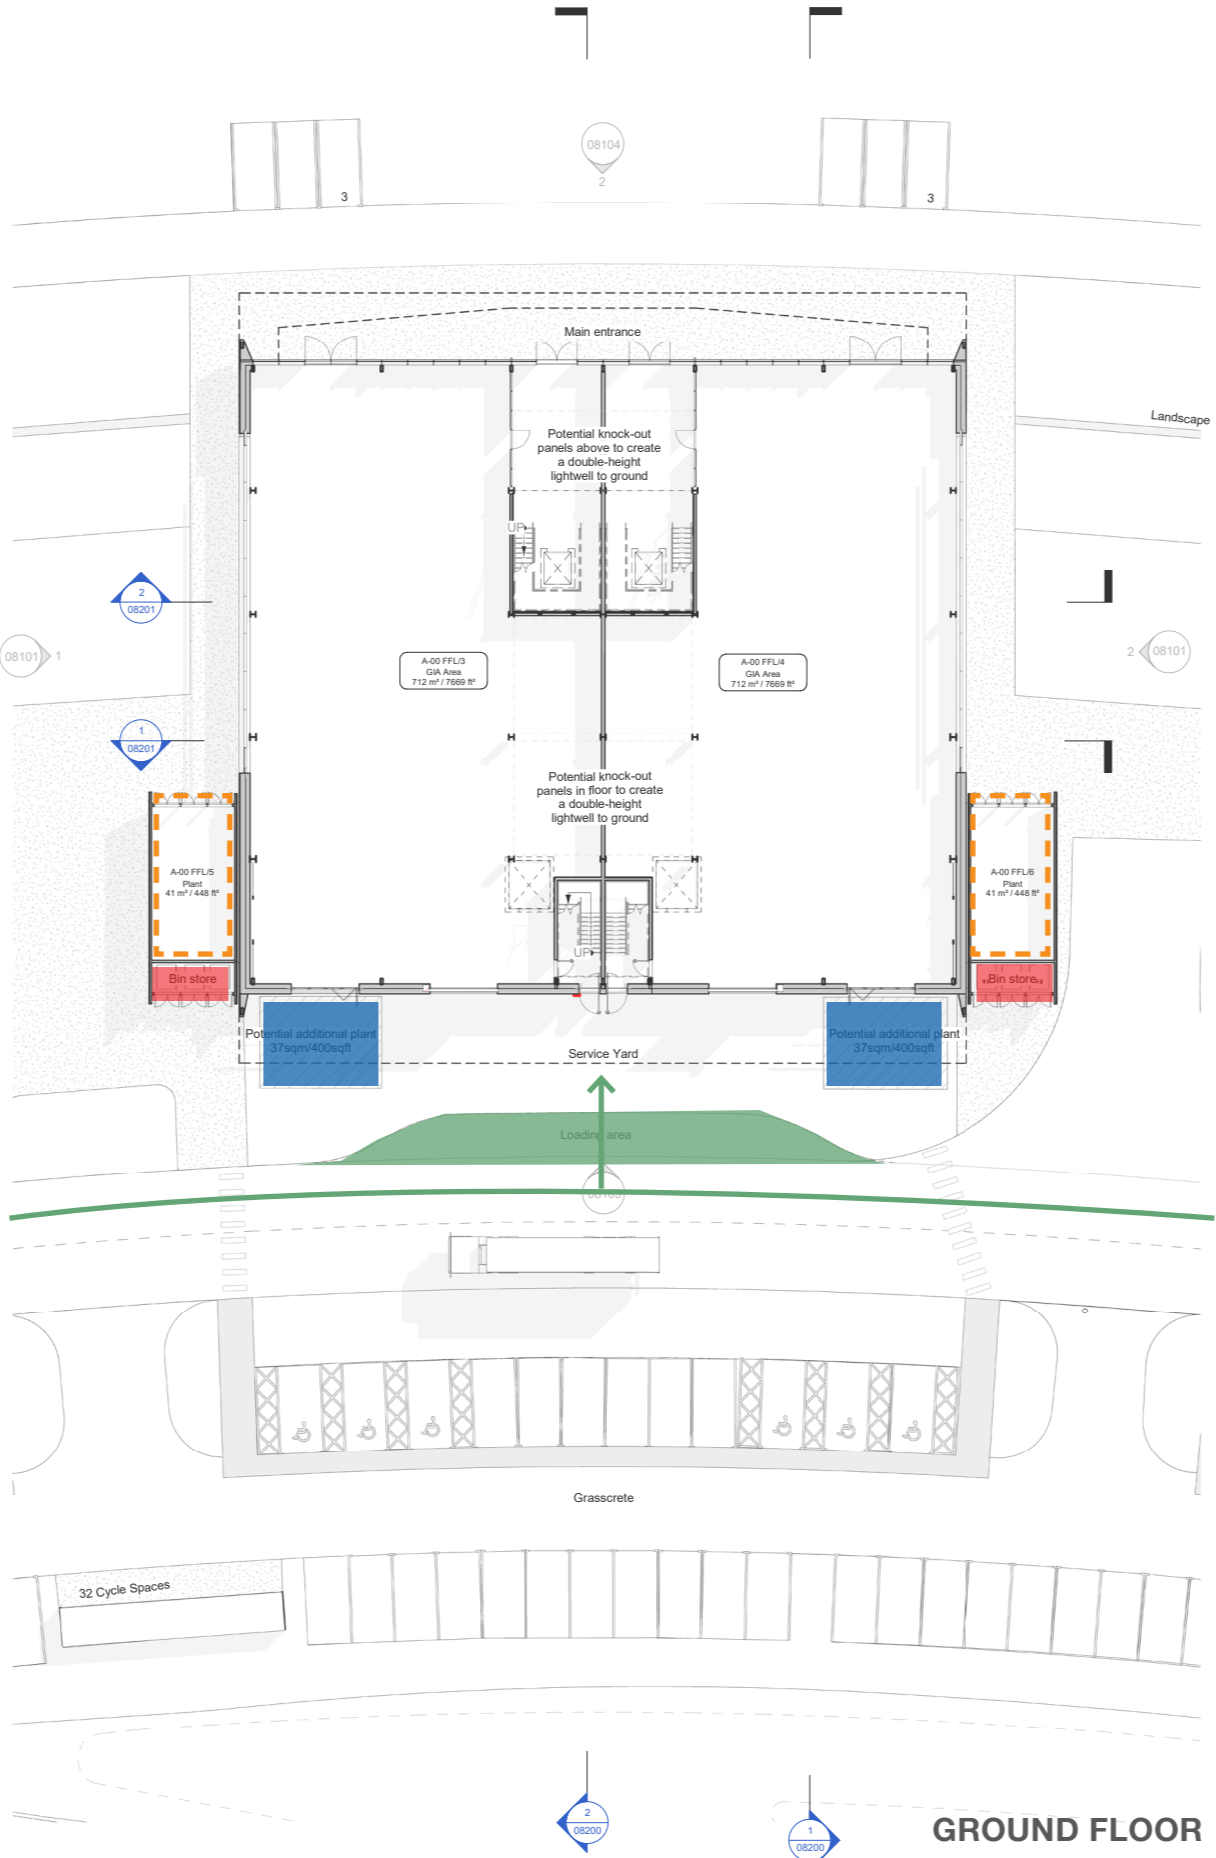 08104
2
3
3
Main entrance
Landscape
Potential knock-out
panels above to create
a double-height
lightwell to ground
UP
2
08201
08101
1
A-00 FFL/3
GIA Area
712 m² / 7669 ft²
A-00 FFL/4
GIA Area
712 m² / 7669 ft²
2
08101
1
08201
Potential knock-out
panels in floor to create
a double-height
lightwell to ground
A-00 FFL/5
Plant
41 m² / 448 ft²
A-00 FFL/6
Plant
41 m² / 448 ft²
UP
Bin store
Bin store
Potential additional plant
37sqm/400sqft
Potential additional plant
37sqm/400sqft
Service Yard
Loading area
08103
Grasscrete
32 Cycle Spaces
2
08200
1
08200
GROUND FLOOR